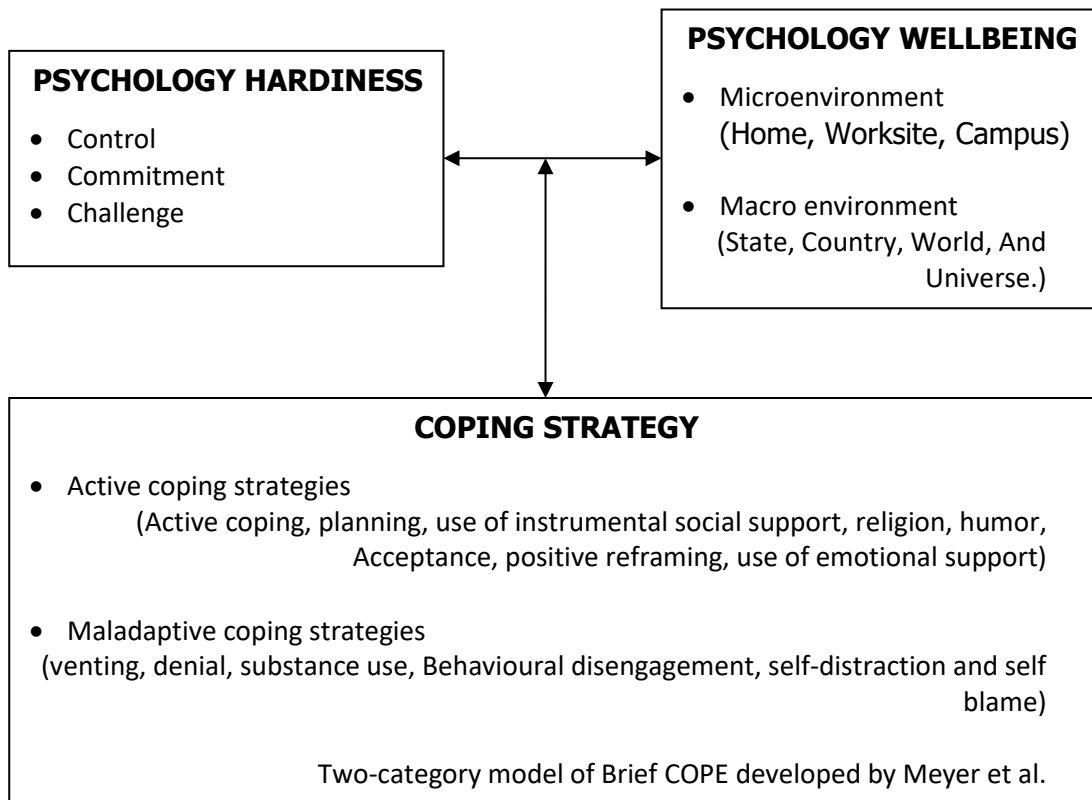 PSYCHOLOGY HARDINESS
• Control
• Commitment
• Challenge
PSYCHOLOGY WELLBEING
• Microenvironment
(Home, Worksite, Campus)
• Macro environment
(State, Country, World, And
Universe.)
COPING STRATEGY
• Active coping strategies
(Active coping, planning, use of instrumental social support, religion, humor,
Acceptance, positive reframing, use of emotional support)
• Maladaptive coping strategies
(venting, denial, substance use, Behavioural disengagement, self-distraction and self
blame)
Two-category model of Brief COPE developed by Meyer et al.